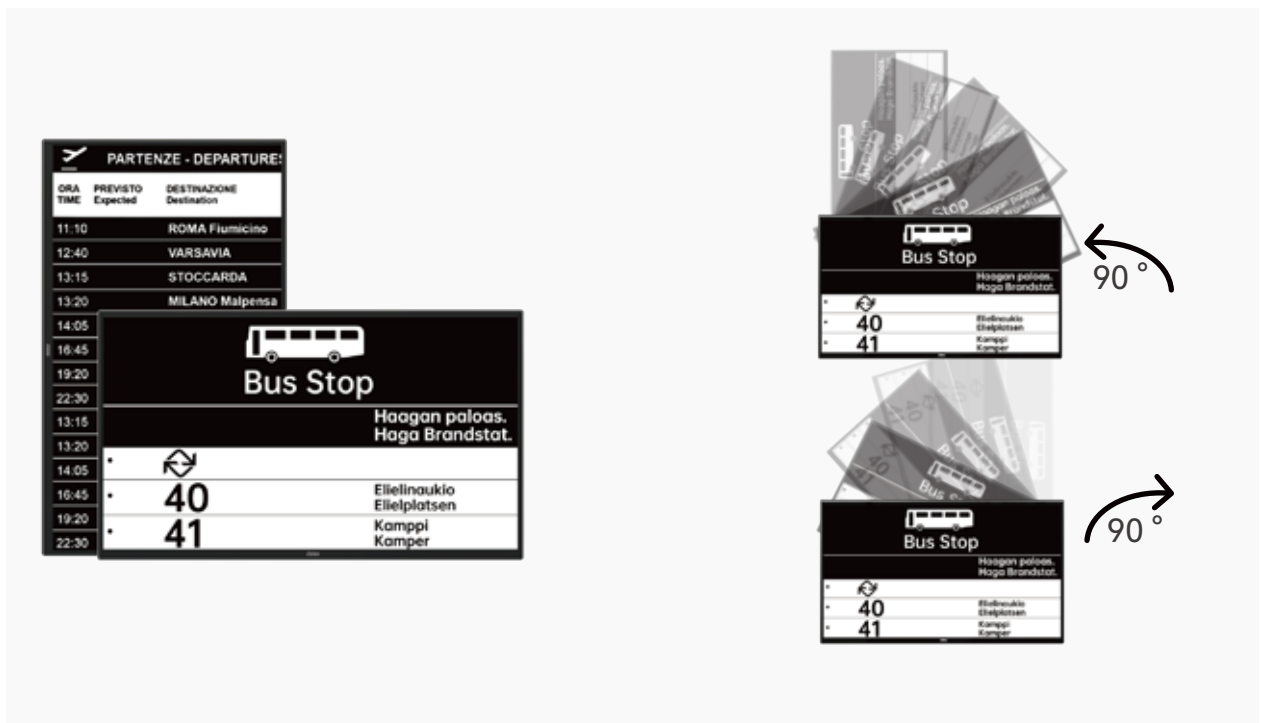 PARTENZE - DEPARTURES
ORA PREVISTO DESTINAZIONE
TIME Expected Destination
11:10 ROMA Fiumicino
12:40 VARSAVIA
13:15 STOCCARDA
13:20 MILANO Malpensa
14:05
16:45
19:20
22:30
13:15
13:20
14:05
16:45
19:20
22:30
Bus Stop
Haagan paloas.
Haga Brandstat.
40 Elielinaukio
Elielplatsen
41 Kamppi
Kamper
Bus Stop
Haagan paloas.
Haga Brandstat.
40 Elielinaukio
Elielplatsen
41 Kamppi
Kamper
90 °
Bus Stop
Haagan paloas.
Haga Brandstat.
40 Elielinaukio
Elielplatsen
41 Kamppi
Kamper
90 °